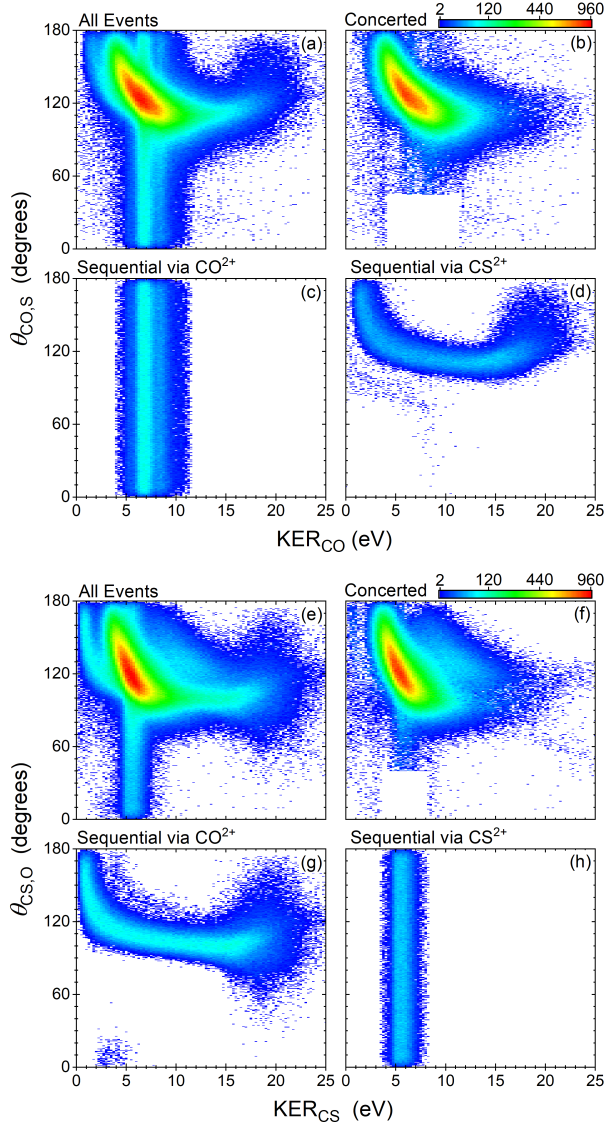 All Events
Concerted
2 120 440 960
(a)
(b)
180
120
60
0
Sequential via CO²⁺
Sequential via CS²⁺
(c)
(d)
180
120
60
0
0 5 10 15 20 25
0 5 10 15 20 25
θCO,S (degrees)
KERCO (eV)
All Events
Concerted
2 120 440 960
(e)
(f)
180
120
60
0
Sequential via CO²⁺
Sequential via CS²⁺
(g)
(h)
180
120
60
0
0 5 10 15 20 25
0 5 10 15 20 25
θCS,O (degrees)
KERCS (eV)